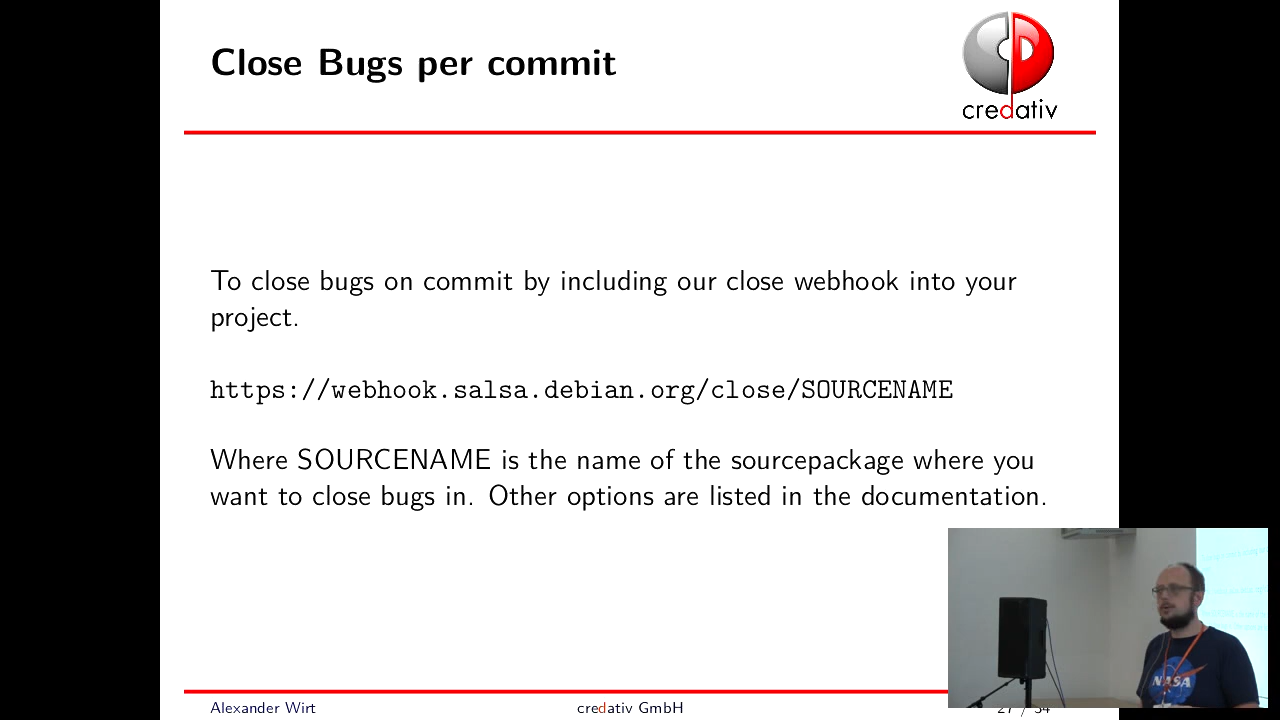 Close Bugs per commit
credativ
To close bugs on commit by including our close webhook into your
project.
https://webhook.salsa.debian.org/close/SOURCENAME
Where SOURCENAME is the name of the sourcepackage where you
want to close bugs in. Other options are listed in the documentation.
NASA
Alexander Wirt
credativ GmbH
27 / 54